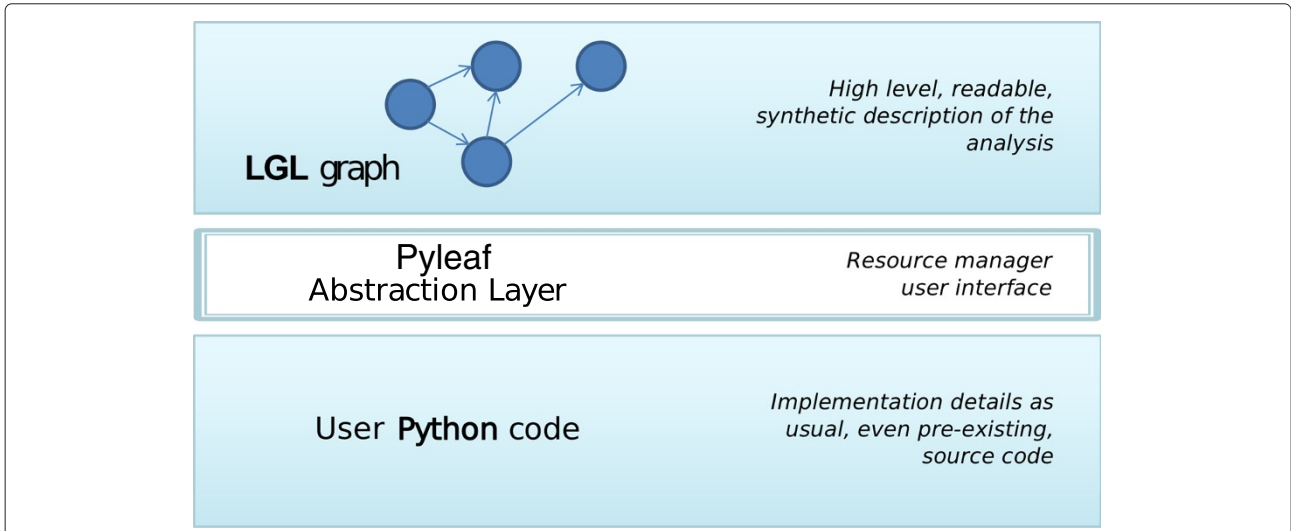 High level, readable,
synthetic description of the
analysis
LGL graph
Pyleaf
Abstraction Layer
Resource manager
user interface
User Python code
Implementation details as
usual, even pre-existing,
source code